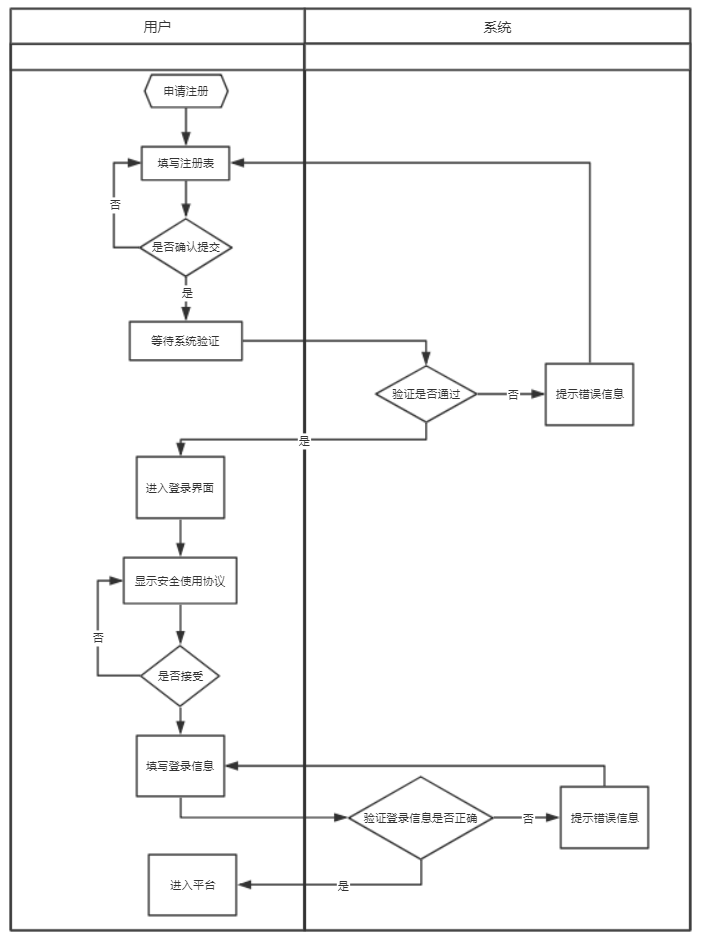 用户
系统
申请注册
填写注册表
否
是否确认提交
是
等待系统验证
验证是否通过
否
提示错误信息
是
进入登录界面
显示安全使用协议
否
是否接受
填写登录信息
验证登录信息是否正确
否
提示错误信息
进入平台
是